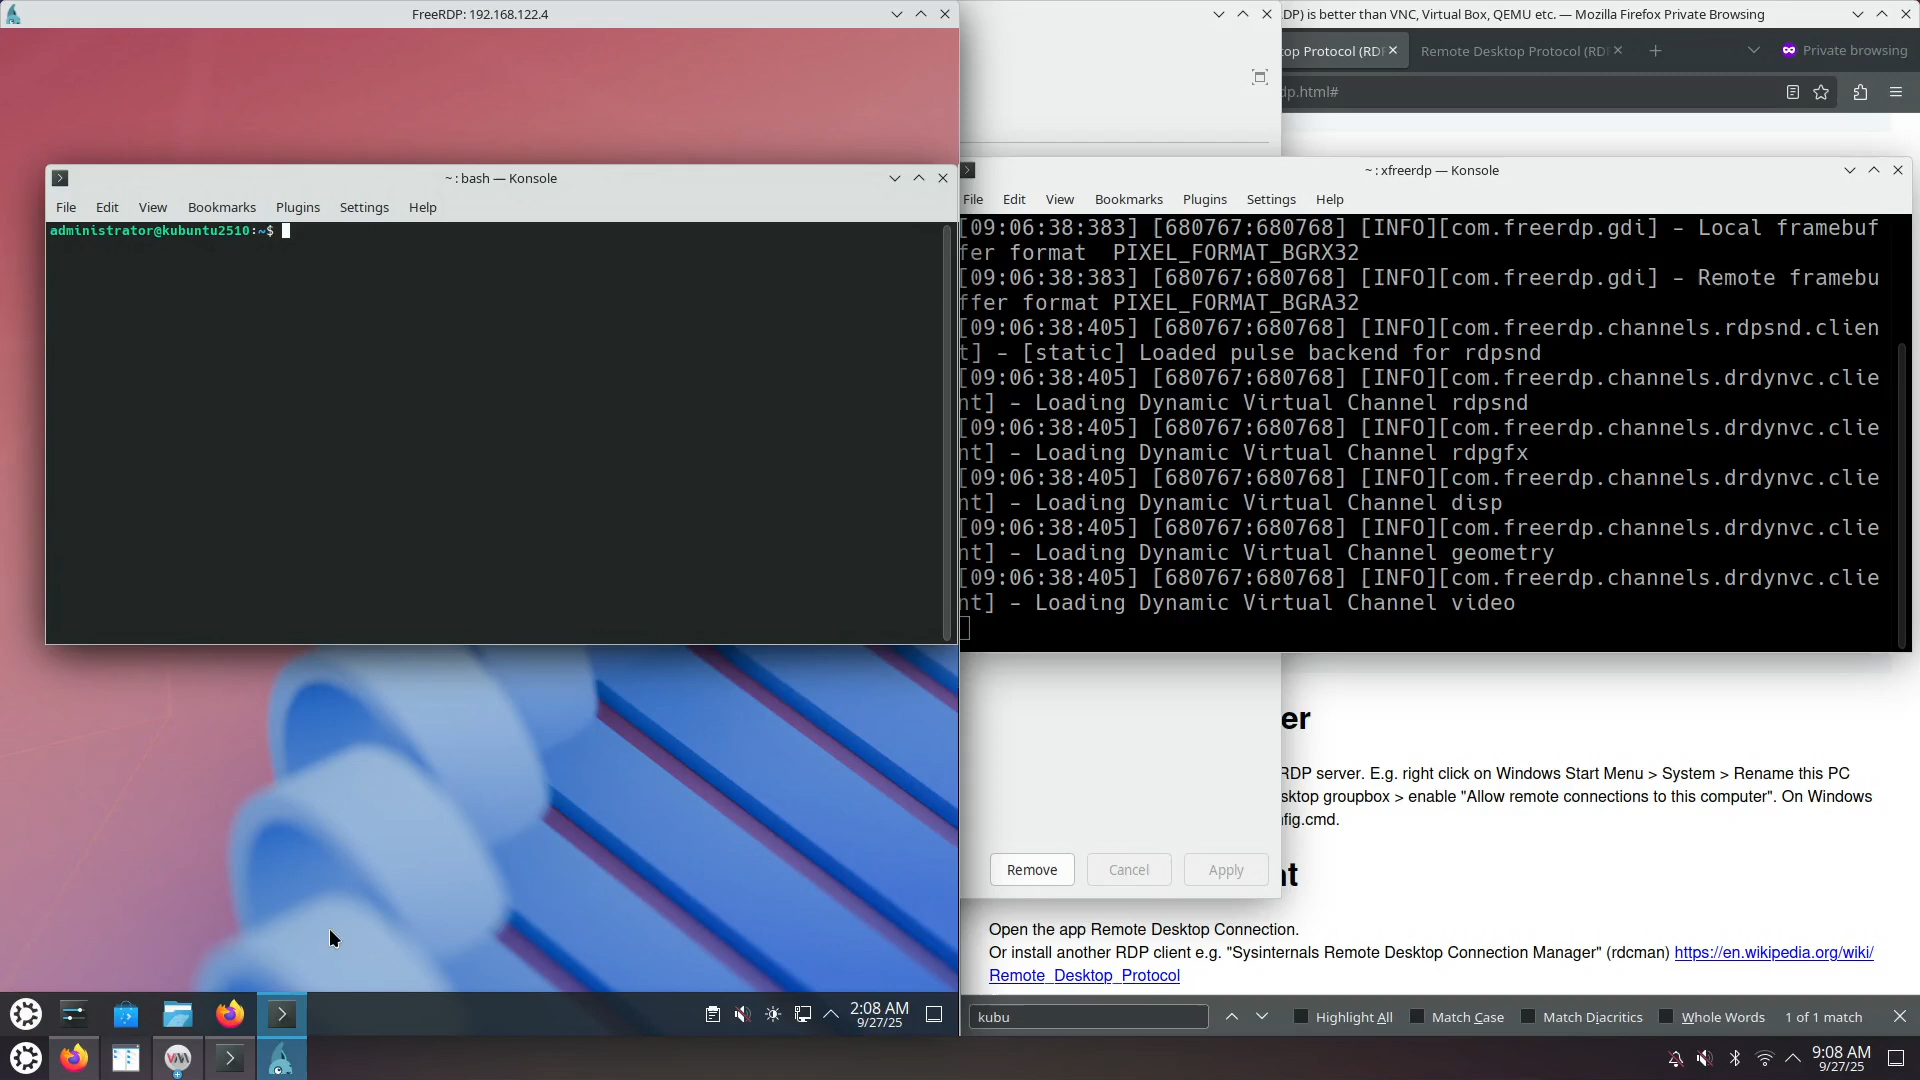 FreeRDP: 192.168.122.4
~ : bash — Konsole
File Edit View Bookmarks Plugins Settings Help
administrator@kubuntu2510:~$
2:08 AM
9/27/25
DP) is better than VNC, Virtual Box, QEMU etc. — Mozilla Firefox Private Browsing
top Protocol (RDP
Remote Desktop Protocol (RD
Private browsing
dp.html#
~ : xfreerdp — Konsole
File Edit View Bookmarks Plugins Settings Help
[09:06:38:383] [680767:680768] [INFO][com.freerdp.gdi] - Local framebuf
fer format  PIXEL_FORMAT_BGRX32
[09:06:38:383] [680767:680768] [INFO][com.freerdp.gdi] - Remote framebu
ffer format PIXEL_FORMAT_BGRA32
[09:06:38:405] [680767:680768] [INFO][com.freerdp.channels.rdpsnd.clien
t] - [static] Loaded pulse backend for rdpsnd
[09:06:38:405] [680767:680768] [INFO][com.freerdp.channels.drdynvc.clie
nt] - Loading Dynamic Virtual Channel rdpsnd
[09:06:38:405] [680767:680768] [INFO][com.freerdp.channels.drdynvc.clie
nt] - Loading Dynamic Virtual Channel rdpgfx
[09:06:38:405] [680767:680768] [INFO][com.freerdp.channels.drdynvc.clie
nt] - Loading Dynamic Virtual Channel disp
[09:06:38:405] [680767:680768] [INFO][com.freerdp.channels.drdynvc.clie
nt] - Loading Dynamic Virtual Channel geometry
[09:06:38:405] [680767:680768] [INFO][com.freerdp.channels.drdynvc.clie
nt] - Loading Dynamic Virtual Channel video
er
RDP server. E.g. right click on Windows Start Menu > System > Rename this PC
sktop groupbox > enable "Allow remote connections to this computer". On Windows
nfig.cmd.
Remove Cancel Apply
nt
Open the app Remote Desktop Connection.
Or install another RDP client e.g. "Sysinternals Remote Desktop Connection Manager" (rdcman) https://en.wikipedia.org/wiki/
Remote_Desktop_Protocol
kubu Highlight All Match Case Match Diacritics Whole Words 1 of 1 match
9:08 AM
9/27/25